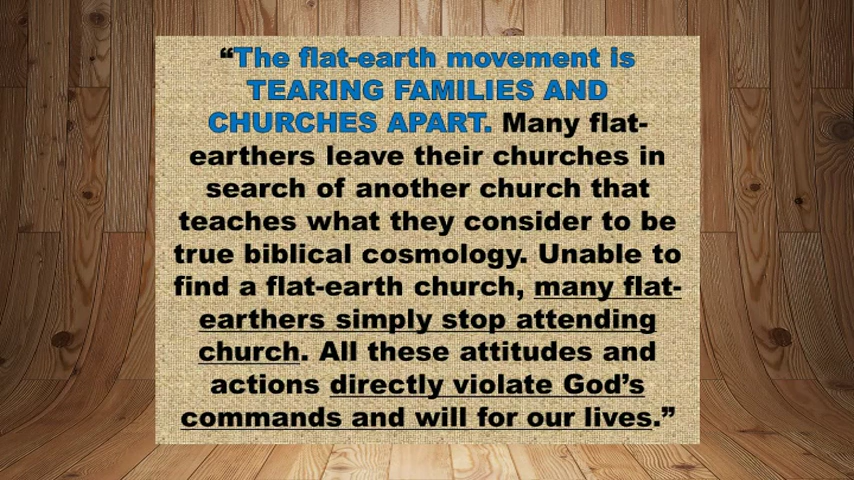 “The flat-earth movement is
TEARING FAMILIES AND
CHURCHES APART. Many flat-
earthers leave their churches in
search of another church that
teaches what they consider to be
true biblical cosmology. Unable to
find a flat-earth church, many flat-
earthers simply stop attending
church. All these attitudes and
actions directly violate God’s
commands and will for our lives.”